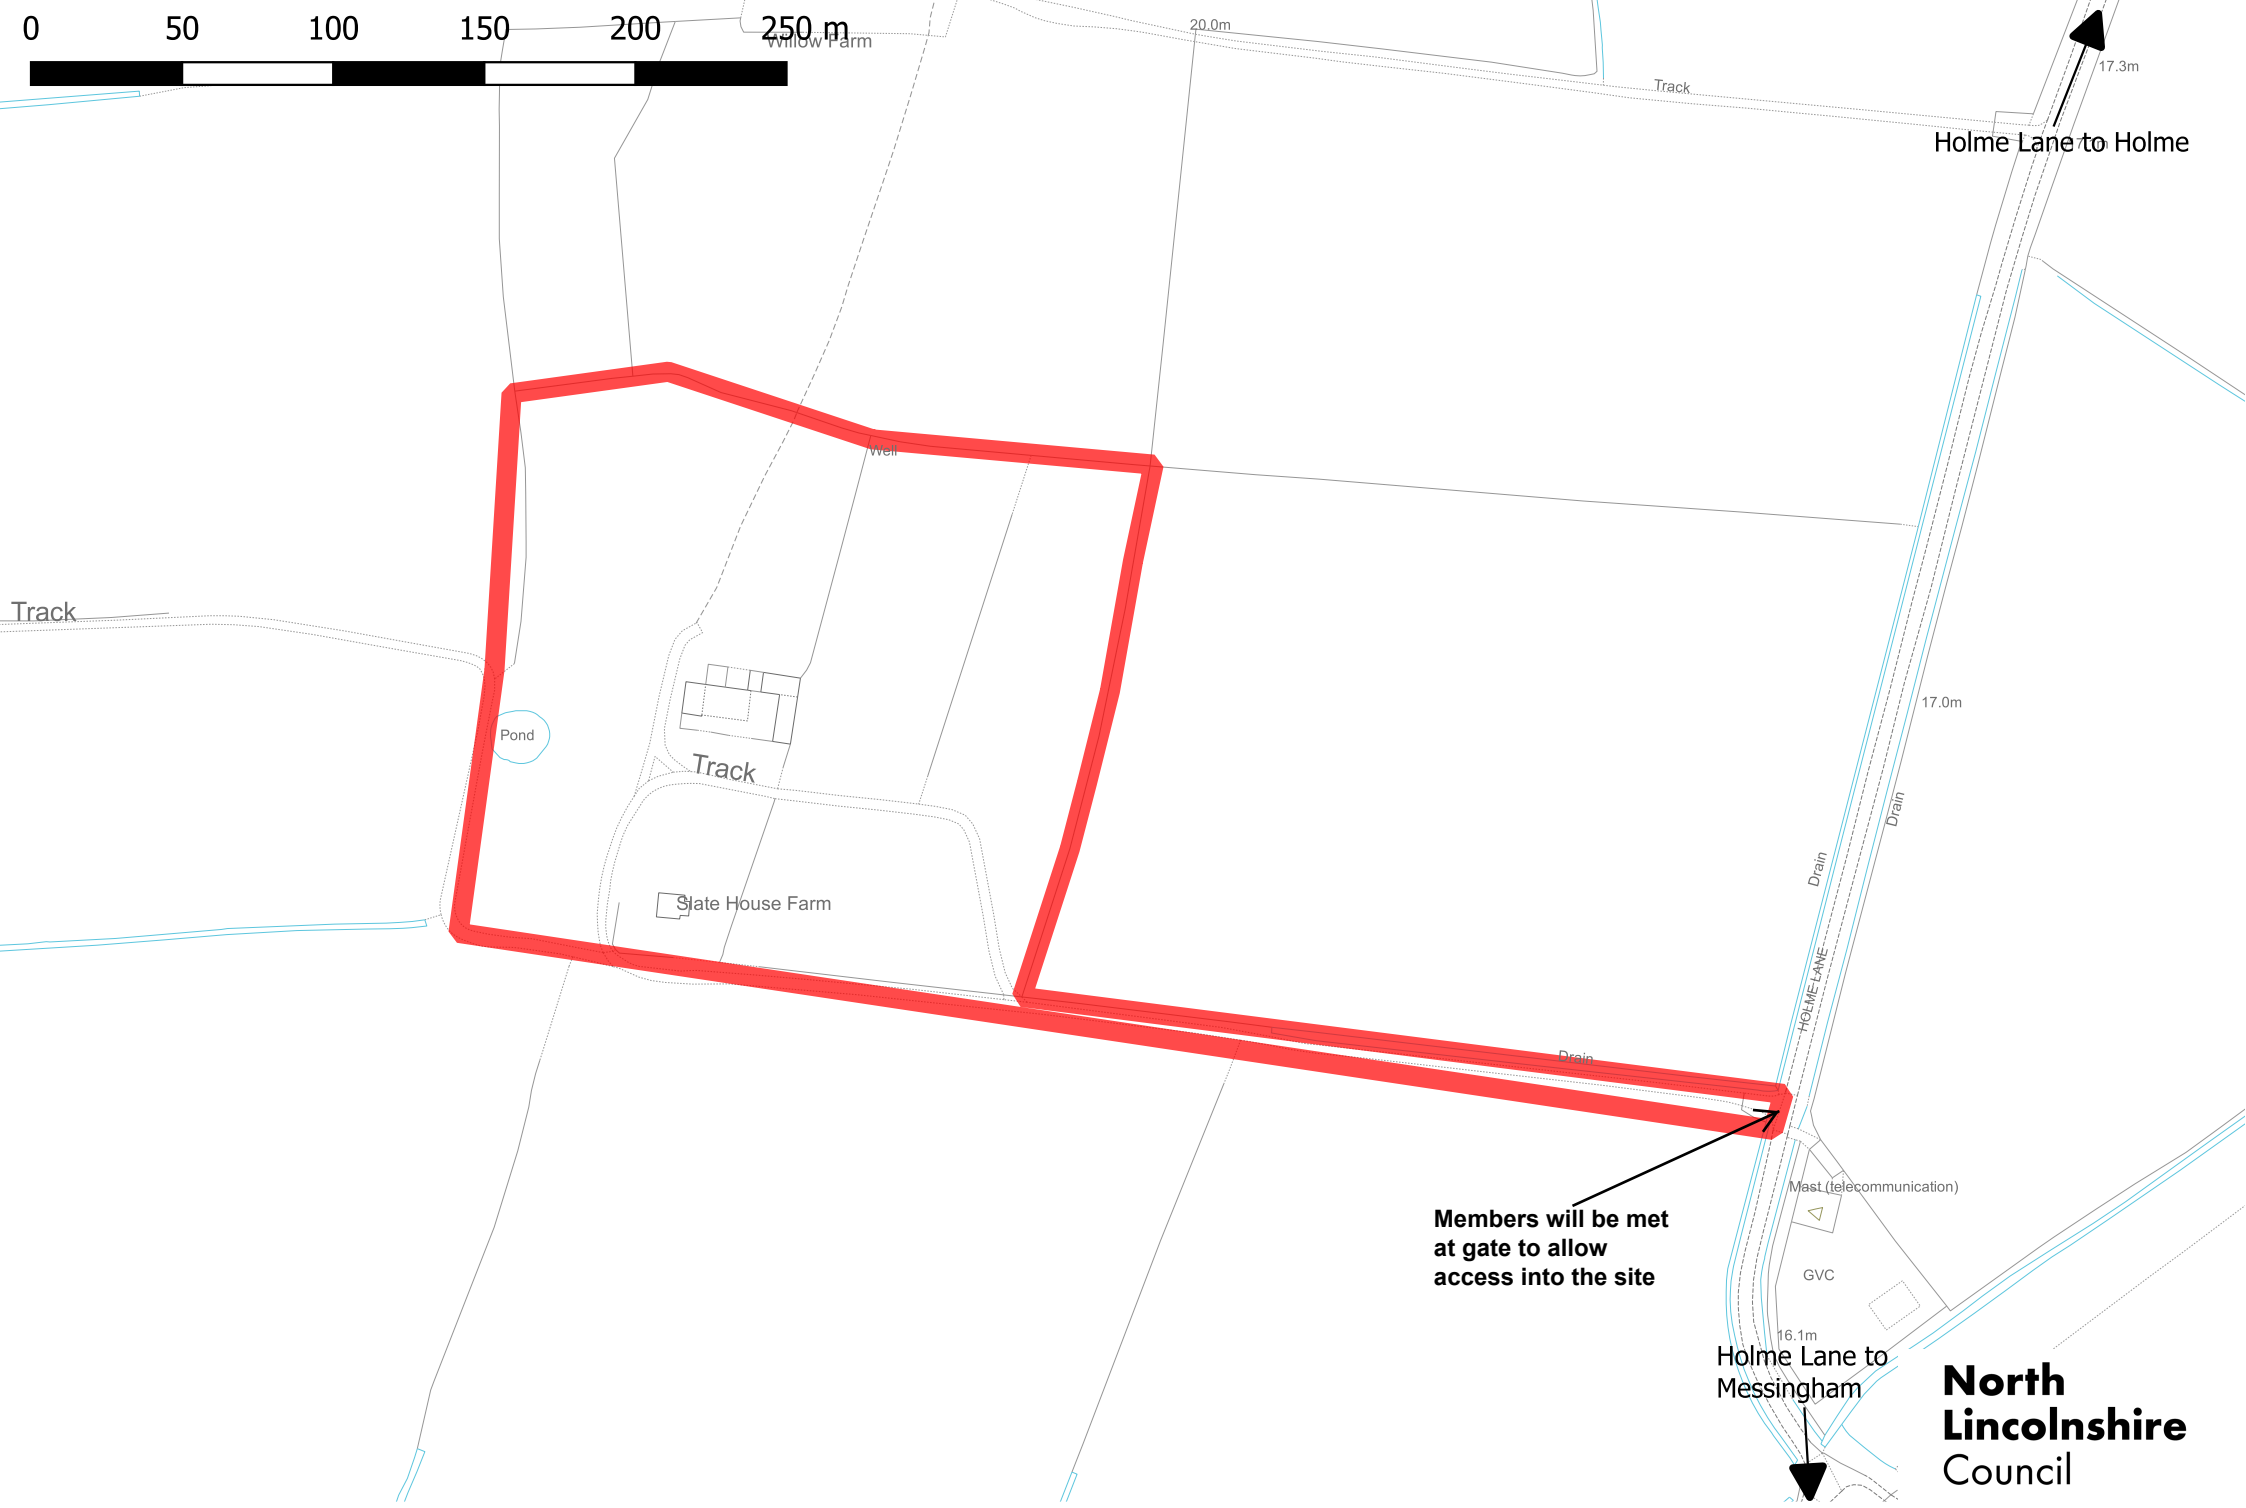 0 50 100 150 200 250 m
Willow Farm
20.0m
Track
17.3m
Holme Lane to Holme
Well
Track
17.0m
Pond
Track
Drain
Drain
Slate House Farm
HOLME LANE
Drain
Mast (telecommunication)
Members will be met
at gate to allow
access into the site
GVC
16.1m
Holme Lane to
Messingham
North
Lincolnshire
Council